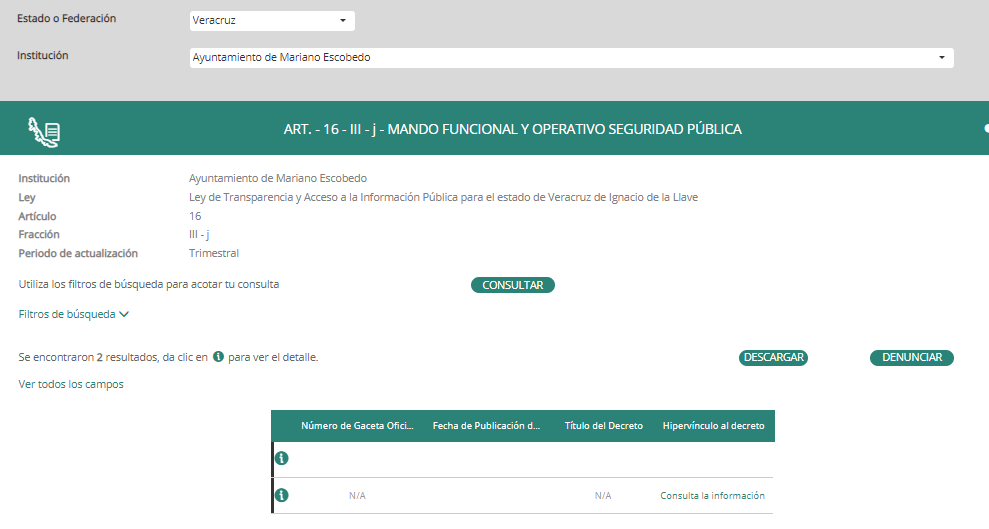 Estado o Federación
Veracruz
Institución
Ayuntamiento de Mariano Escobedo
ART. - 16 - III - j - MANDO FUNCIONAL Y OPERATIVO SEGURIDAD PÚBLICA
Institución Ayuntamiento de Mariano Escobedo
Ley Ley de Transparencia y Acceso a la Información Pública para el estado de Veracruz de Ignacio de la Llave
Artículo 16
Fracción III - j
Periodo de actualización Trimestral
Utiliza los filtros de búsqueda para acotar tu consulta CONSULTAR
Filtros de búsqueda
Se encontraron 2 resultados, da clic en i para ver el detalle. DESCARGAR DENUNCIAR
Ver todos los campos
Número de Gaceta Ofici... Fecha de Publicación d... Título del Decreto Hipervínculo al decreto
i
i N/A N/A Consulta la información